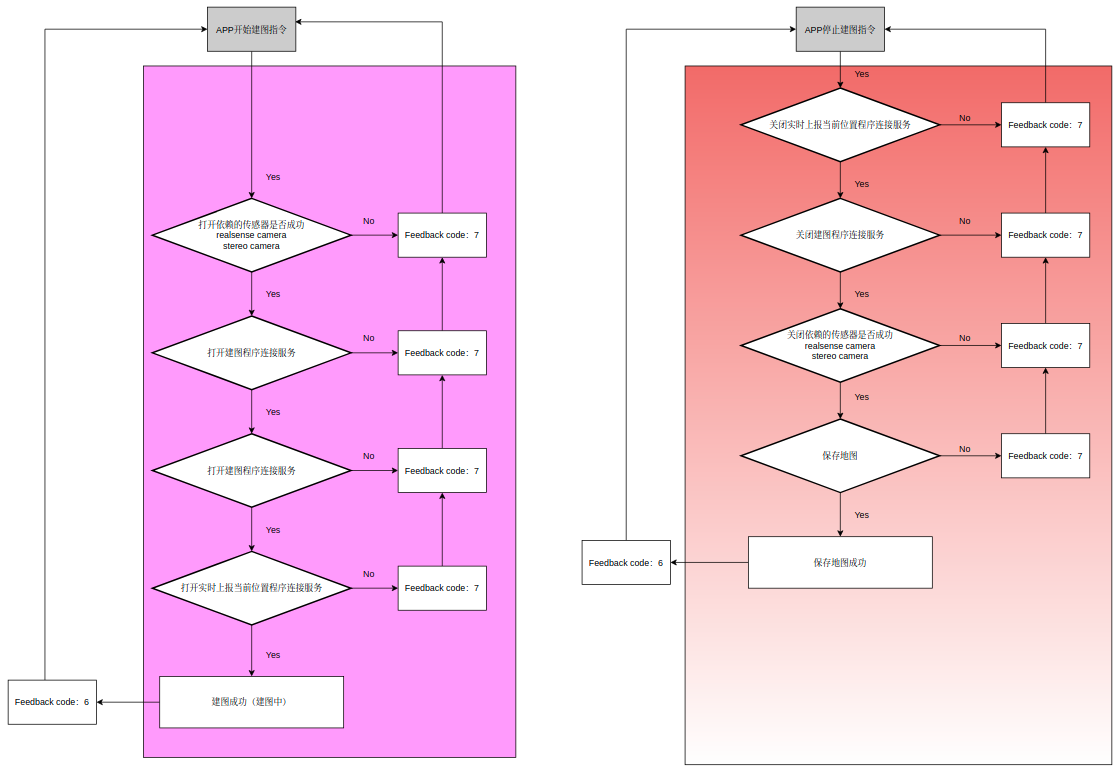 APP开始建图指令
Yes
打开依赖的传感器是否成功
realsense camera
stereo camera
No
Feedback code：7
Yes
打开建图程序连接服务
No
Feedback code：7
Yes
打开建图程序连接服务
No
Feedback code：7
Yes
打开实时上报当前位置程序连接服务
No
Feedback code：7
Yes
建图成功（建图中）
Feedback code：6
APP停止建图指令
Yes
关闭实时上报当前位置程序连接服务
No
Feedback code：7
Yes
关闭建图程序连接服务
No
Feedback code：7
Yes
关闭依赖的传感器是否成功
realsense camera
stereo camera
No
Feedback code：7
Yes
保存地图
No
Feedback code：7
Yes
保存地图成功
Feedback code：6